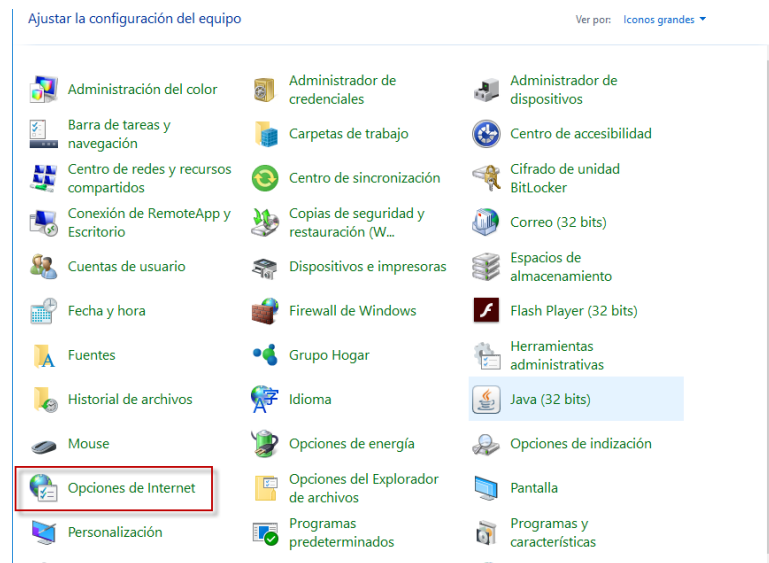 Ajustar la configuración del equipo
Ver por: Iconos grandes
Administración del color
Administrador de
credenciales
Administrador de
dispositivos
Barra de tareas y
navegación
Carpetas de trabajo
Centro de accesibilidad
Centro de redes y recursos
compartidos
Centro de sincronización
Cifrado de unidad
BitLocker
Conexión de RemoteApp y
Escritorio
Copias de seguridad y
restauración (W...
Correo (32 bits)
Cuentas de usuario
Dispositivos e impresoras
Espacios de
almacenamiento
Fecha y hora
Firewall de Windows
Flash Player (32 bits)
Fuentes
Grupo Hogar
Herramientas
administrativas
Historial de archivos
Idioma
Java (32 bits)
Mouse
Opciones de energía
Opciones de indización
Opciones de Internet
Opciones del Explorador
de archivos
Pantalla
Personalización
Programas
predeterminados
Programas y
características